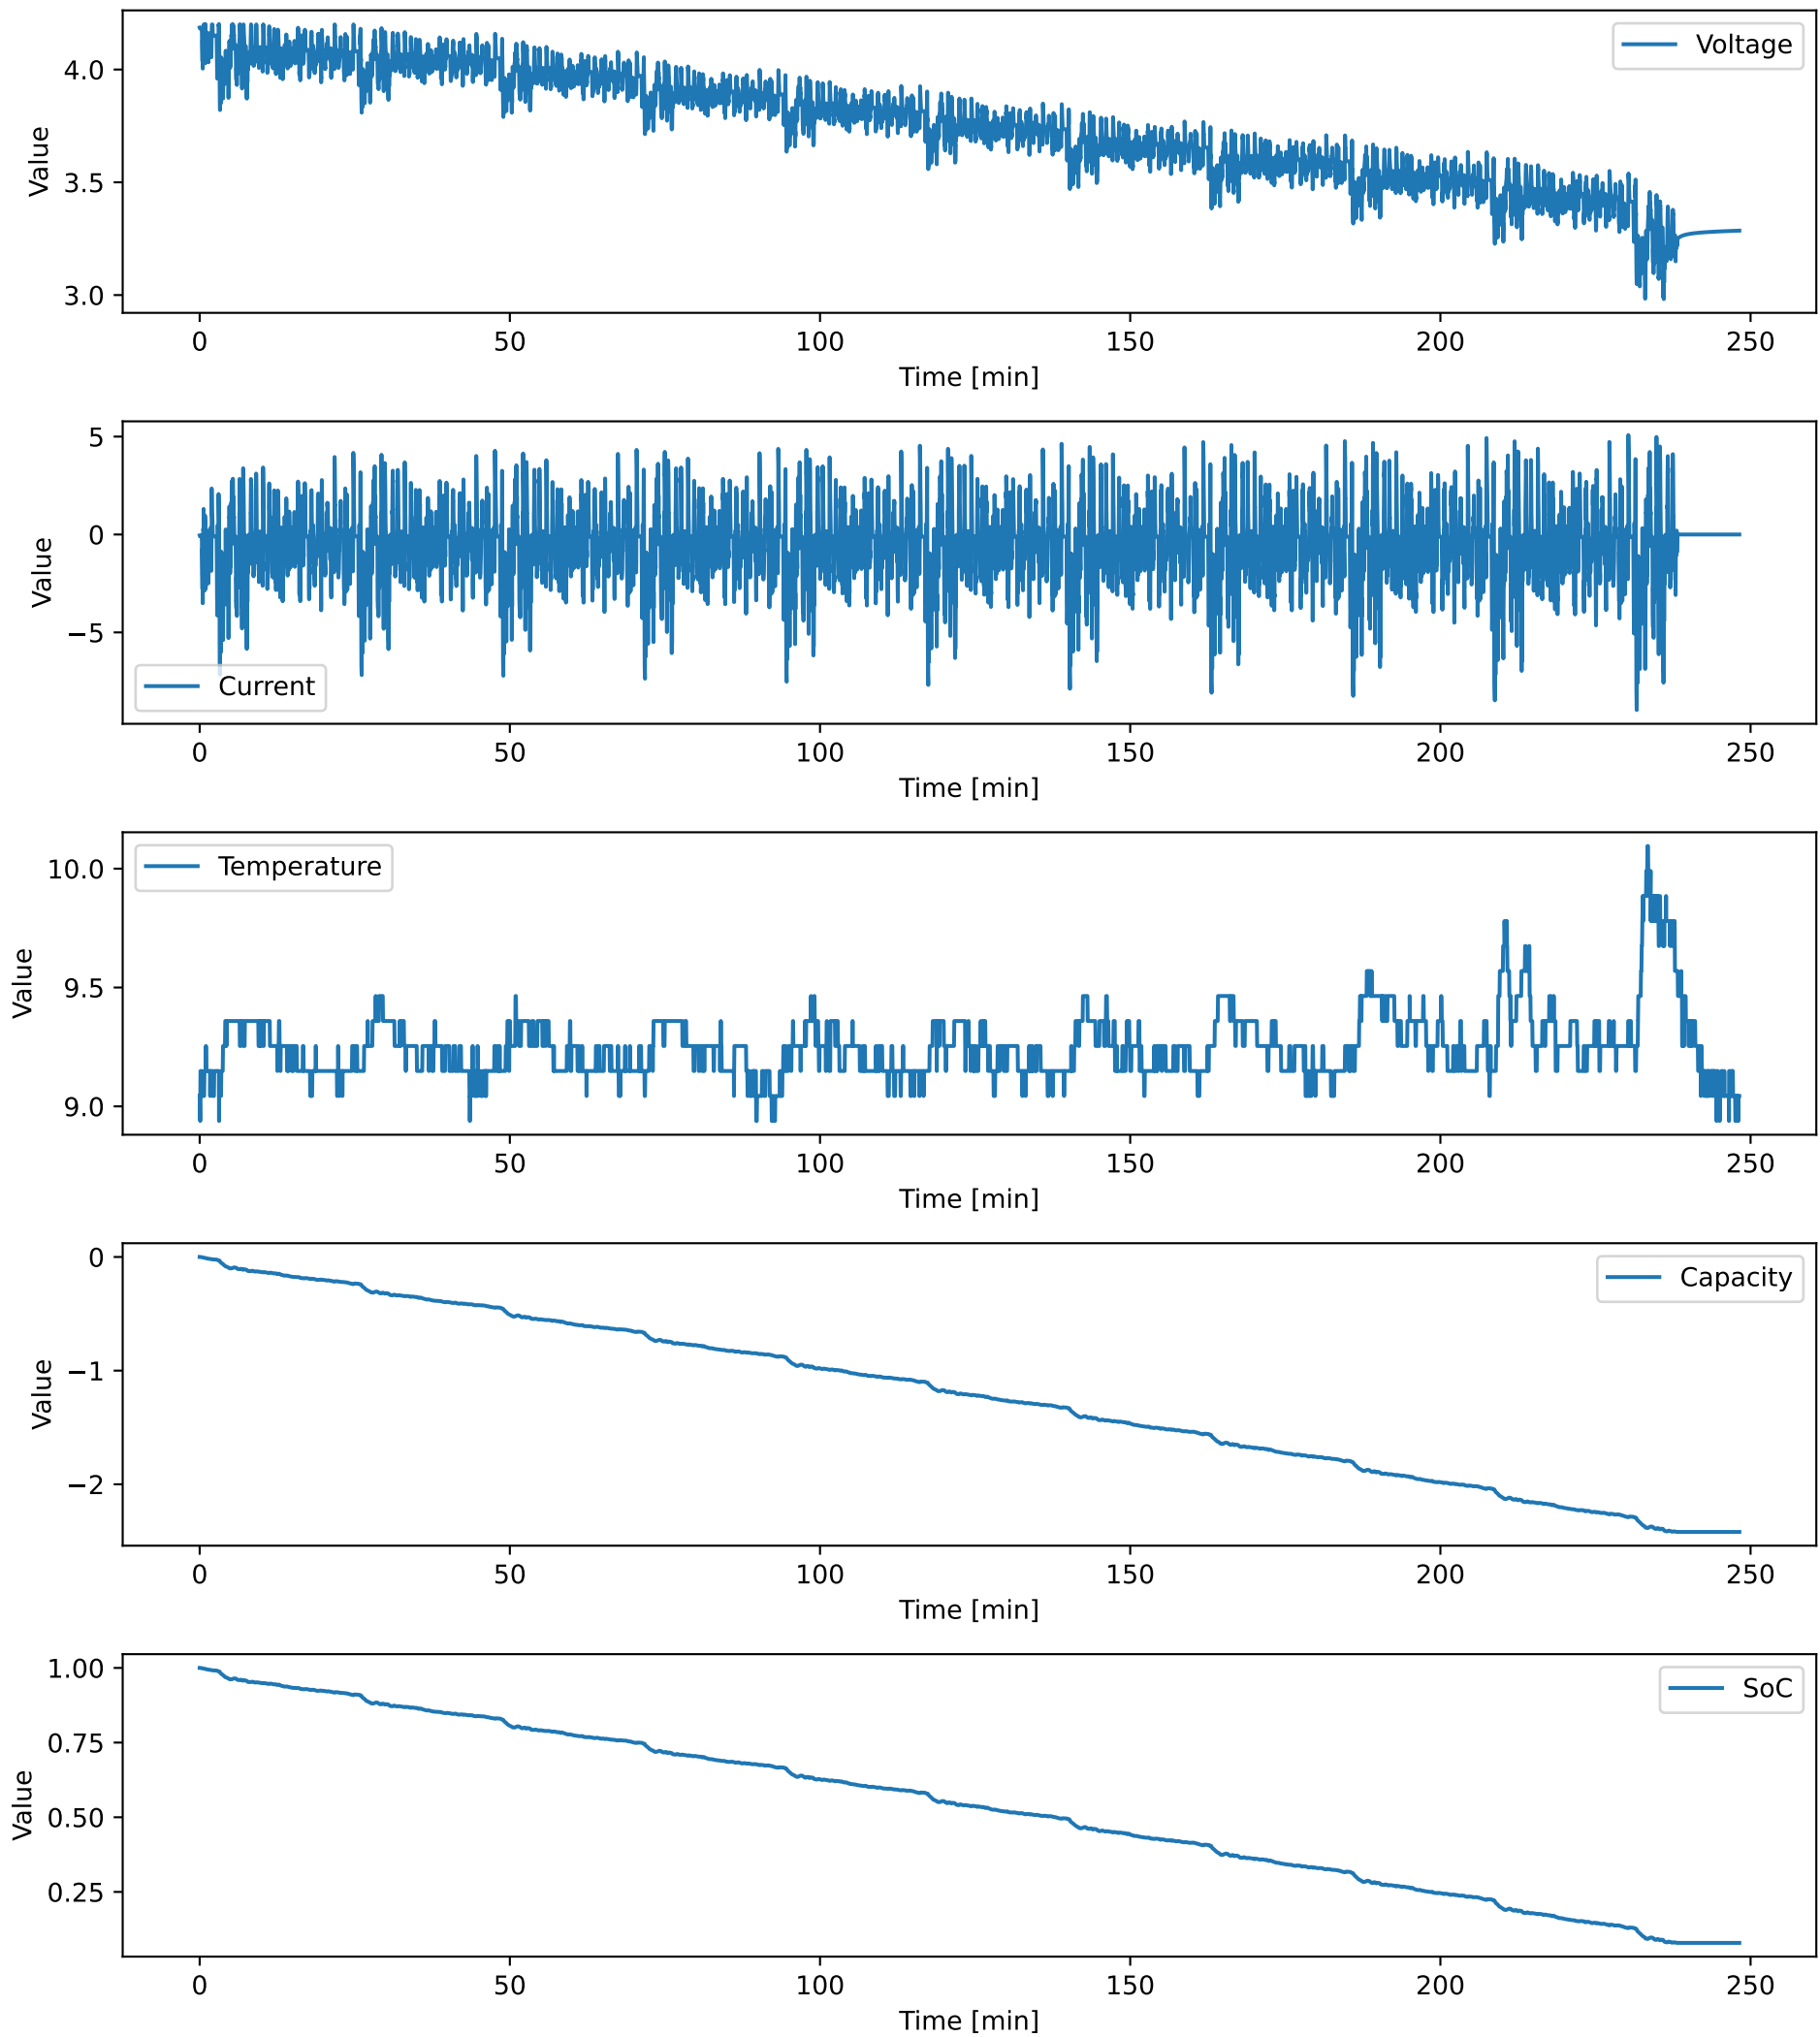 Voltage
4.0
3.5
3.0
Value
0 50 100 150 200 250
Time [min]
Current
5
0
−5
Value
0 50 100 150 200 250
Time [min]
Temperature
10.0
9.5
9.0
Value
0 50 100 150 200 250
Time [min]
Capacity
0
−1
−2
Value
0 50 100 150 200 250
Time [min]
SoC
1.00
0.75
0.50
0.25
Value
0 50 100 150 200 250
Time [min]